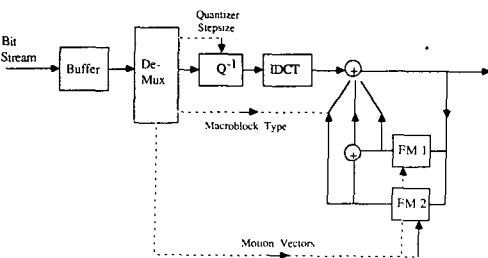 Quantizer
Stepsize
Bit
Stream
Buffer
De-
Mux
Q-1
IDCT
+
Macroblock Type
+
FM 1
FM 2
Motion Vectors